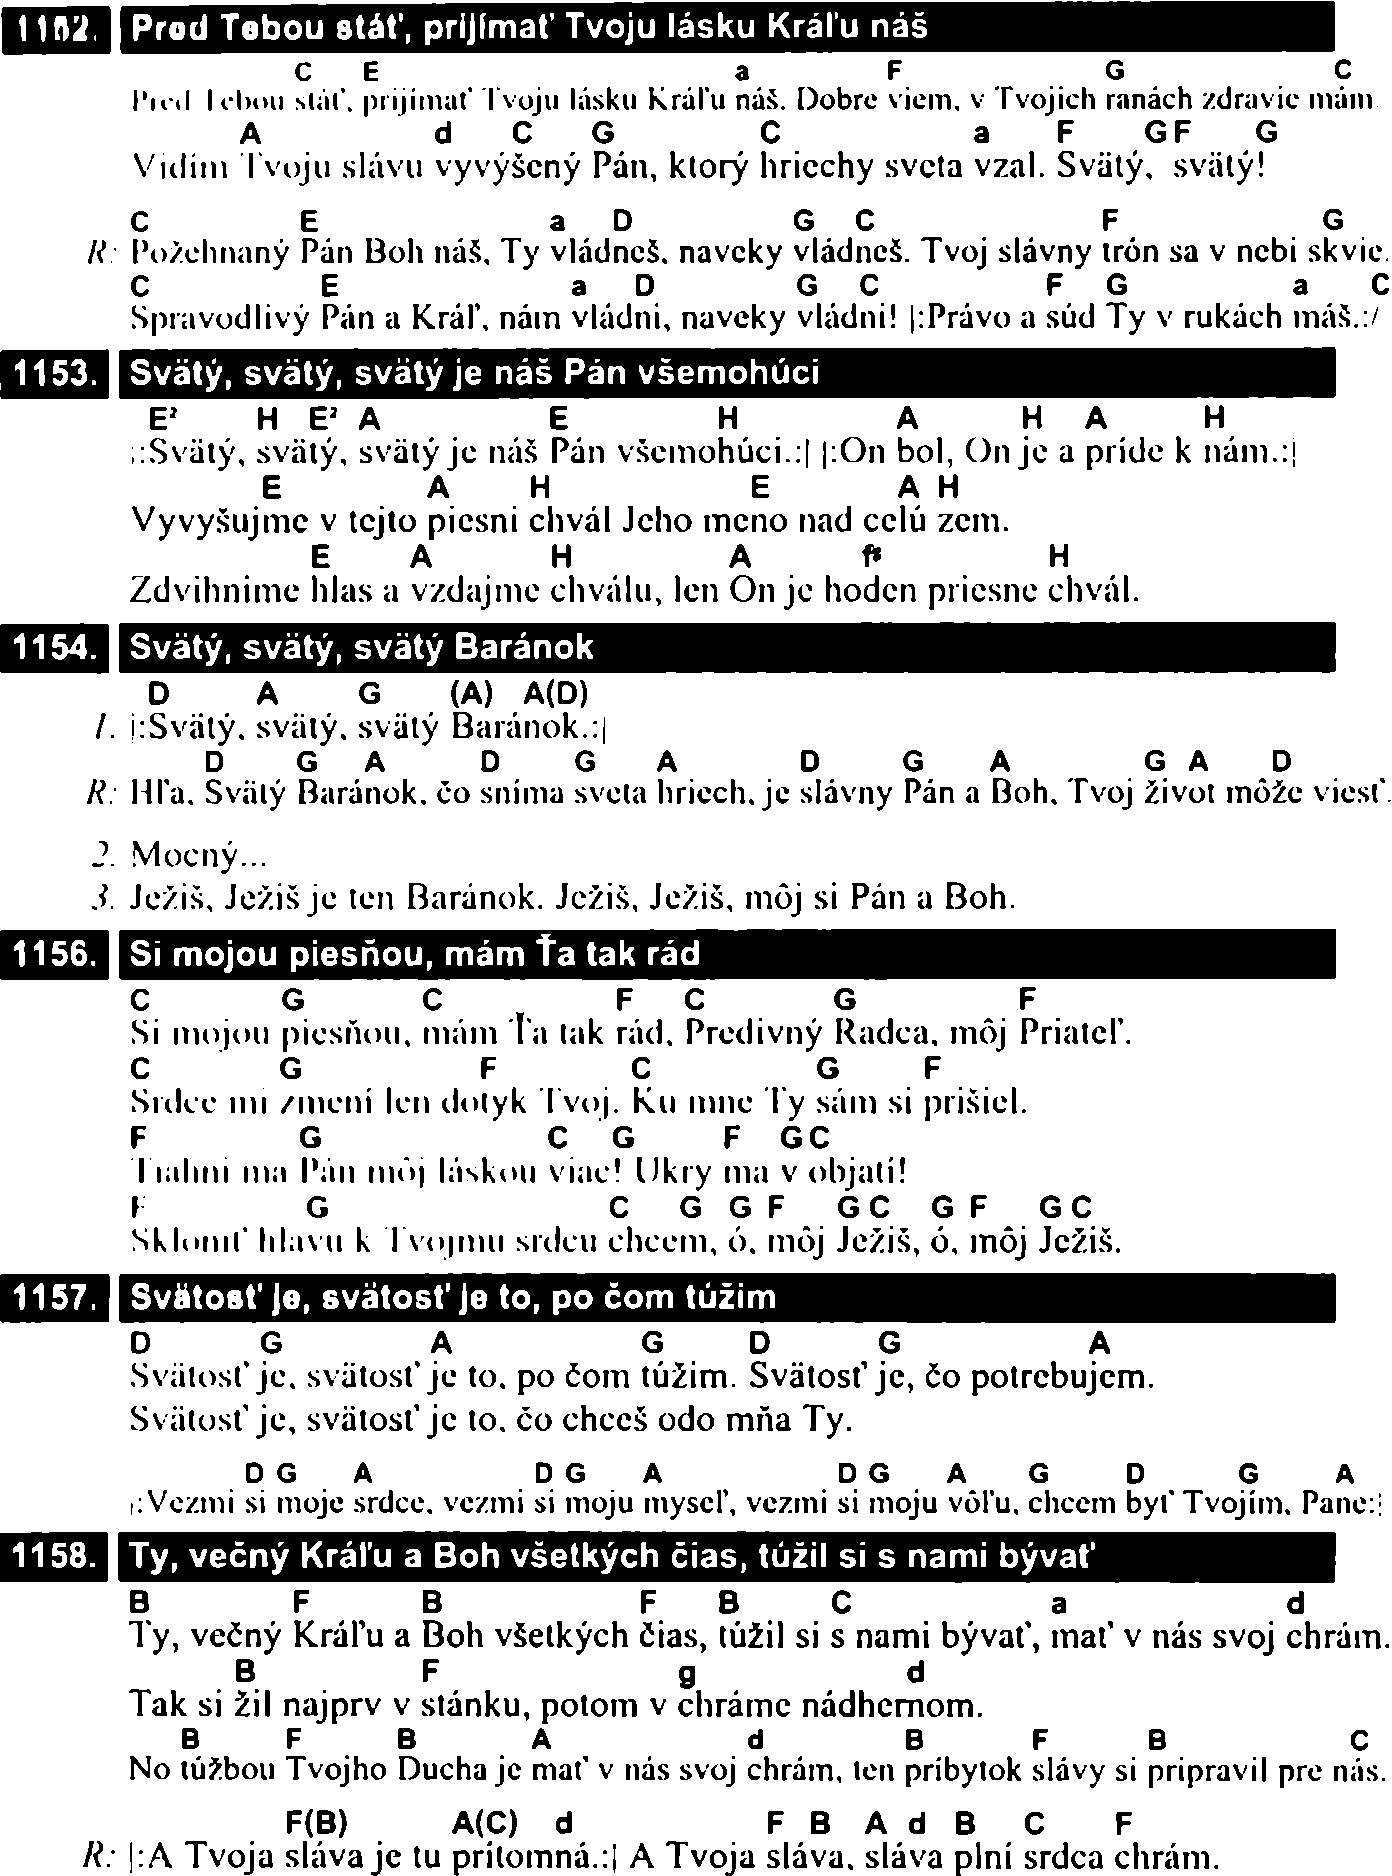 1152. Pred Tebou stáť, prijímať Tvoju lásku Kráľu náš
C E a F G C
Pred Tebou stáť, prijímať Tvoju lásku Kráľu náš. Dobre viem, v Tvojich ranách zdravie mám.
A d C G C a F G F G
Vidím Tvoju slávu vyvýšený Pán, ktorý hriechy sveta vzal. Svätý, svätý!
C E a D G C F G
R: Požehnaný Pán Boh náš, Ty vládneš, naveky vládneš. Tvoj slávny trón sa v nebi skvie.
C E a D G C F G a C
Spravodlivý Pán a Kráľ, nám vládni, naveky vládni! |:Právo a súd Ty v rukách máš.:/
1153. Svätý, svätý, svätý je náš Pán všemohúci
E² H E² A E H A H A H
|:Svätý, svätý, svätý je náš Pán všemohúci.:| |:On bol, On je a príde k nám.:|
E A H E A H
Vyvyšujme v tejto piesni chvál Jeho meno nad celú zem.
E A H A f# H
Zdvihnime hlas a vzdajme chválu, len On je hoden priesne chvál.
1154. Svätý, svätý, svätý Baránok
D A G (A) A(D)
1. |:Svätý, svätý, svätý Baránok.:|
D G A D G A D G A G A D
R: Hľa, Svätý Baránok, čo sníma sveta hriech, je slávny Pán a Boh, Tvoj život môže viesť.
2. Mocný...
3. Ježiš, Ježiš je ten Baránok. Ježiš, Ježiš, môj si Pán a Boh.
1156. Si mojou piesňou, mám Ťa tak rád
C G C F C G F
Si mojou piesňou, mám Ťa tak rád, Predivný Radca, môj Priateľ.
C G F C G F
Srdce mi zmení len dotyk Tvoj. Ku mne Ty sám si prišiel.
F G C G F G C
Tiahni ma Pán môj láskou viac! Ukry ma v objatí!
F G C G G F G C G F G C
Skloniť hlavu k Tvojmu srdcu chcem, ó, môj Ježiš, ó, môj Ježiš.
1157. Svätosť je, svätosť je to, po čom túžim
D G A G D G A
Svätosť je, svätosť je to, po čom túžim. Svätosť je, čo potrebujem.
Svätosť je, svätosť je to, čo chceš odo mňa Ty.
D G A D G A D G A G D G A
|:Vezmi si moje srdce, vezmi si moju myseľ, vezmi si moju vôľu, chcem byť Tvojím, Pane:|
1158. Ty, večný Kráľu a Boh všetkých čias, túžil si s nami bývať
B F B F B C a d
Ty, večný Kráľu a Boh všetkých čias, túžil si s nami bývať, mať v nás svoj chrám.
B F g d
Tak si žil najprv v stánku, potom v chráme nádhernom.
B F B A d B F B C
No túžbou Tvojho Ducha je mať v nás svoj chrám, ten príbytok slávy si pripravil pre nás.
F(B) A(C) d F B A d B C F
R: |:A Tvoja sláva je tu prítomná.:| A Tvoja sláva, sláva plní srdca chrám.